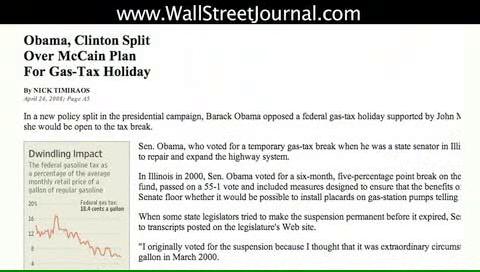 www.WallStreetJournal.com
Obama, Clinton Split
Over McCain Plan
For Gas-Tax Holiday
By NICK TIMIRAOS
April 24, 2008; Page A5
In a new policy split in the presidential campaign, Barack Obama opposed a federal gas-tax holiday supported by John M
she would be open to the tax break.
Sen. Obama, who voted for a temporary gas-tax break when he was a state senator in Illi
to repair and expand the highway system.
In Illinois in 2000, Sen. Obama voted for a six-month, five-percentage point break on the
fund, passed on a 55-1 vote and included measures designed to ensure that the benefits o
Senate floor whether it would be possible to install placards on gas-station pumps telling
When some state legislators tried to make the suspension permanent before it expired, Se
to transcripts posted on the legislature's Web site.
"I originally voted for the suspension because I thought that it was extraordinary circums
gallon in March 2000.
Dwindling Impact
The federal gasoline tax as
a percentage of the average
monthly retail price of a
gallon of regular gasoline
20%
Federal gas tax:
18.4 cents a gallon
16
12
8
4